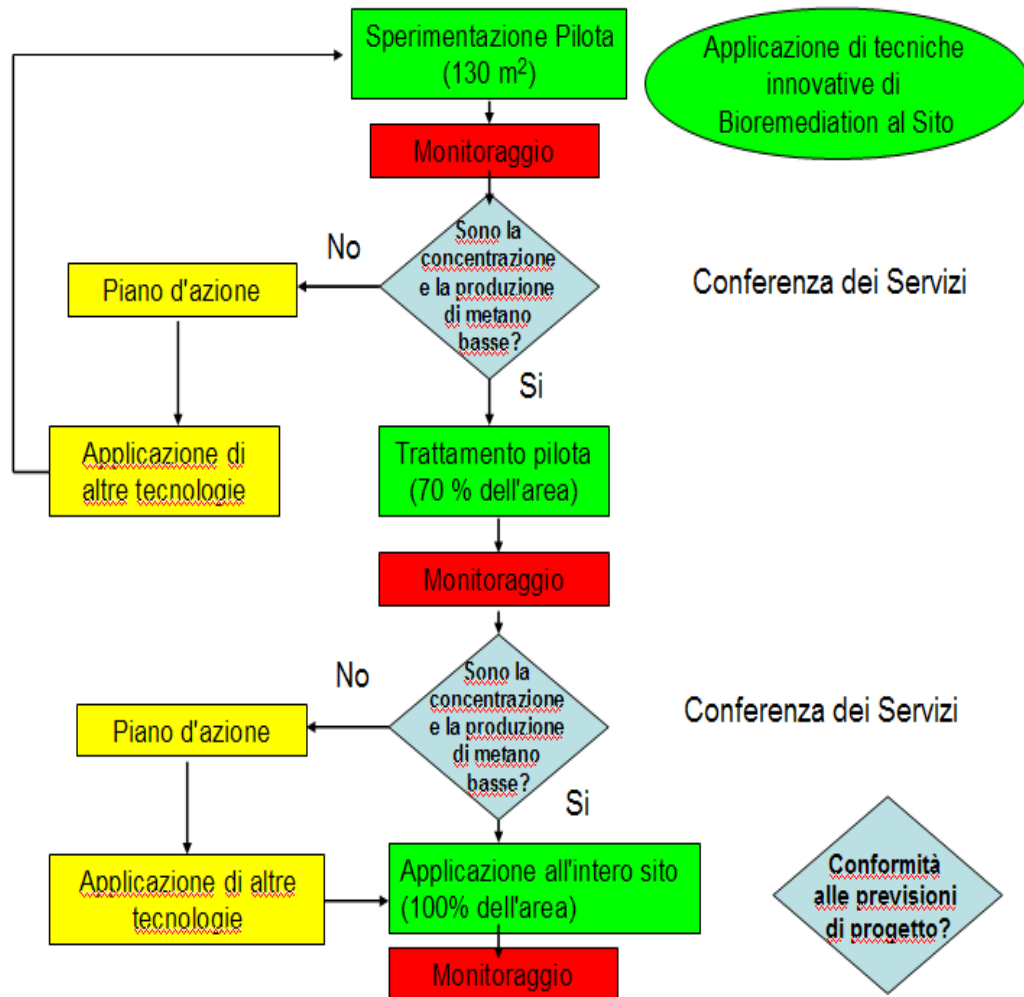 Sperimentazione Pilota
(130 m²)
Applicazione di tecniche
innovative di
Bioremediation al Sito
Monitoraggio
Sono la
concentrazione
e la produzione
di metano
basse?
No
Conferenza dei Servizi
Piano d'azione
Si
Applicazione di
altre tecnologie
Trattamento pilota
(70 % dell'area)
Monitoraggio
Sono la
concentrazione
e la produzione
di metano
basse?
No
Conferenza dei Servizi
Piano d'azione
Si
Applicazione di altre
tecnologie
Applicazione all'intero sito
(100% dell'area)
Conformità
alle previsioni
di progetto?
Monitoraggio